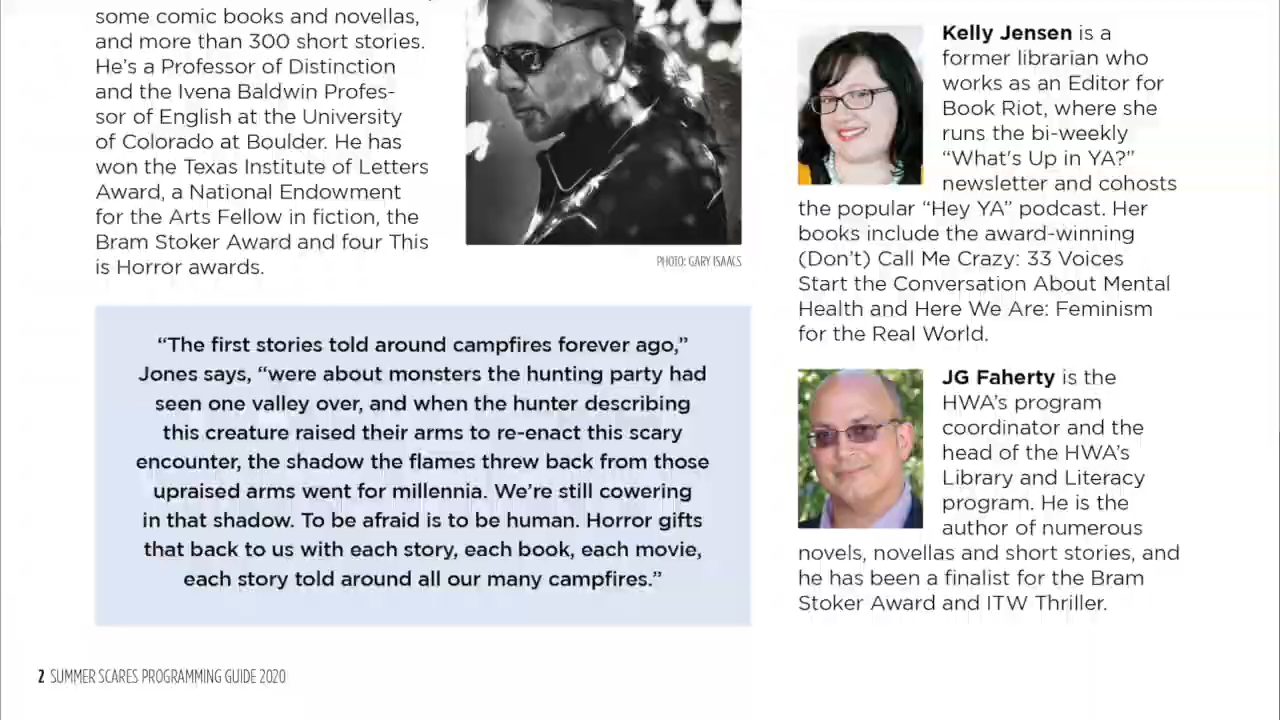 some comic books and novellas,
and more than 300 short stories.
He's a Professor of Distinction
and the Ivena Baldwin Profes-
sor of English at the University
of Colorado at Boulder. He has
won the Texas Institute of Letters
Award, a National Endowment
for the Arts Fellow in fiction, the
Bram Stoker Award and four This
is Horror awards.
PHOTO: GARY ISAACS
“The first stories told around campfires forever ago,”
Jones says, “were about monsters the hunting party had
seen one valley over, and when the hunter describing
this creature raised their arms to re-enact this scary
encounter, the shadow the flames threw back from those
upraised arms went for millennia. We're still cowering
in that shadow. To be afraid is to be human. Horror gifts
that back to us with each story, each book, each movie,
each story told around all our many campfires.”
Kelly Jensen is a
former librarian who
works as an Editor for
Book Riot, where she
runs the bi-weekly
“What's Up in YA?”
newsletter and cohosts
the popular “Hey YA” podcast. Her
books include the award-winning
(Don't) Call Me Crazy: 33 Voices
Start the Conversation About Mental
Health and Here We Are: Feminism
for the Real World.
JG Faherty is the
HWA's program
coordinator and the
head of the HWA's
Library and Literacy
program. He is the
author of numerous
novels, novellas and short stories, and
he has been a finalist for the Bram
Stoker Award and ITW Thriller.
2 SUMMER SCARES PROGRAMMING GUIDE 2020